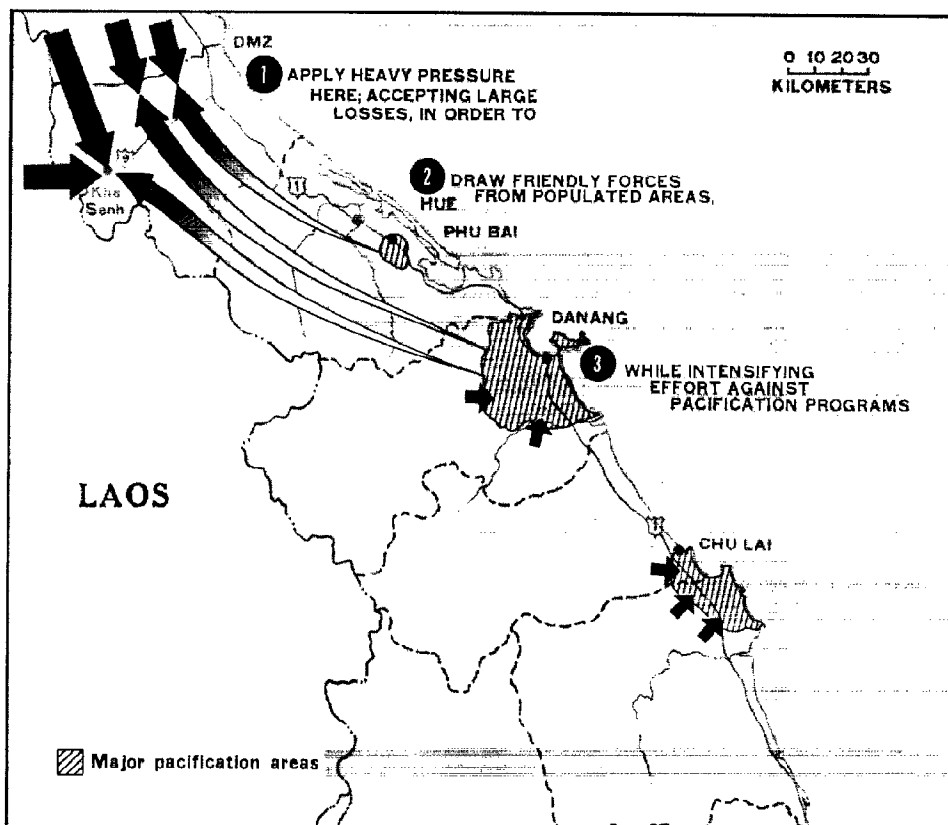 DMZ
1 APPLY HEAVY PRESSURE
HERE; ACCEPTING LARGE
LOSSES, IN ORDER TO
0 10 20 30
KILOMETERS
9
Khe
Sanh
1
2 DRAW FRIENDLY FORCES
FROM POPULATED AREAS,
HUE
PHU BAI
DANANG
3 WHILE INTENSIFYING
EFFORT AGAINST
PACIFICATION PROGRAMS
LAOS
1
CHU LAI
Major pacification areas